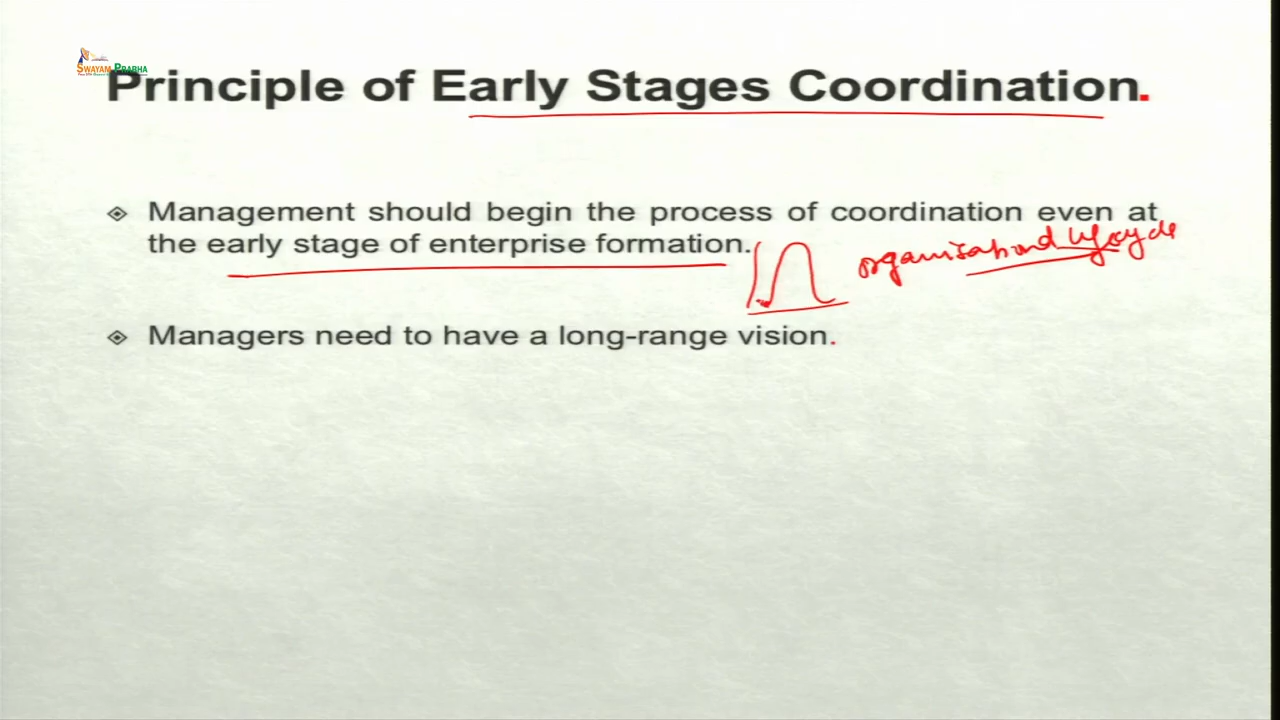 SWAYAM PRABHA
Principle of Early Stages Coordination.
Management should begin the process of coordination even at
the early stage of enterprise formation.
organisational lifecycle
Managers need to have a long-range vision.